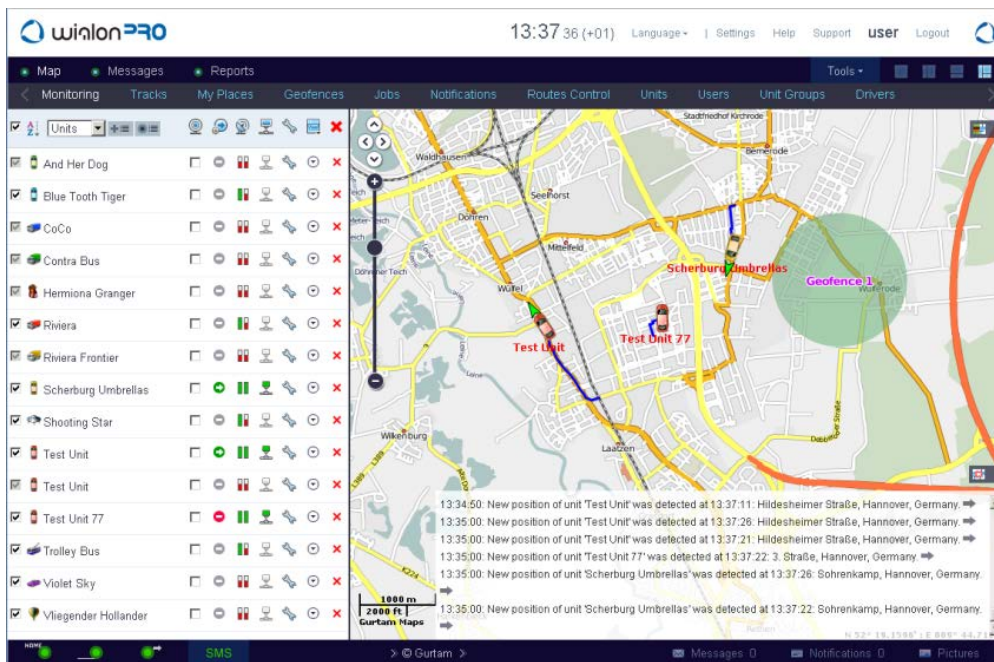 wialon PRO
13:37 36 (+01) Language | Settings Help Support user Logout
Map Messages Reports Tools
Monitoring Tracks My Places Geofences Jobs Notifications Routes Control Units Users Unit Groups Drivers
Units
And Her Dog
Blue Tooth Tiger
CoCo
Contra Bus
Hermiona Granger
Riviera
Riviera Frontier
Scherburg Umbrellas
Shooting Star
Test Unit
Test Unit
Test Unit 77
Trolley Bus
Violet Sky
Vliegender Hollander
Stadtfriedhof Kirchrode
Waldhausen
Bemerode
Seelhorst
Döhren
Mittelfeld
Scherburg Umbrellas
Geofence 1
Wülferode
Wülfel
Test Unit
Test Unit 77
Leine
Wilkenburg
Laatzen
L389
K224
13:34:50: New position of unit 'Test Unit' was detected at 13:37:11: Hildesheimer Straße, Hannover, Germany.
13:35:00: New position of unit 'Test Unit' was detected at 13:37:26: Hildesheimer Straße, Hannover, Germany.
13:35:00: New position of unit 'Test Unit' was detected at 13:37:21: Hildesheimer Straße, Hannover, Germany.
13:35:00: New position of unit 'Test Unit 77' was detected at 13:37:22: 3. Straße, Hannover, Germany.
13:35:00: New position of unit 'Scherburg Umbrellas' was detected at 13:37:26: Sohrenkamp, Hannover, Germany.
13:35:00: New position of unit 'Scherburg Umbrellas' was detected at 13:37:22: Sohrenkamp, Hannover, Germany.
1000 m
2000 ft
Gurtam Maps
HOME SMS > © Gurtam > Messages 0 Notifications 0 Pictures